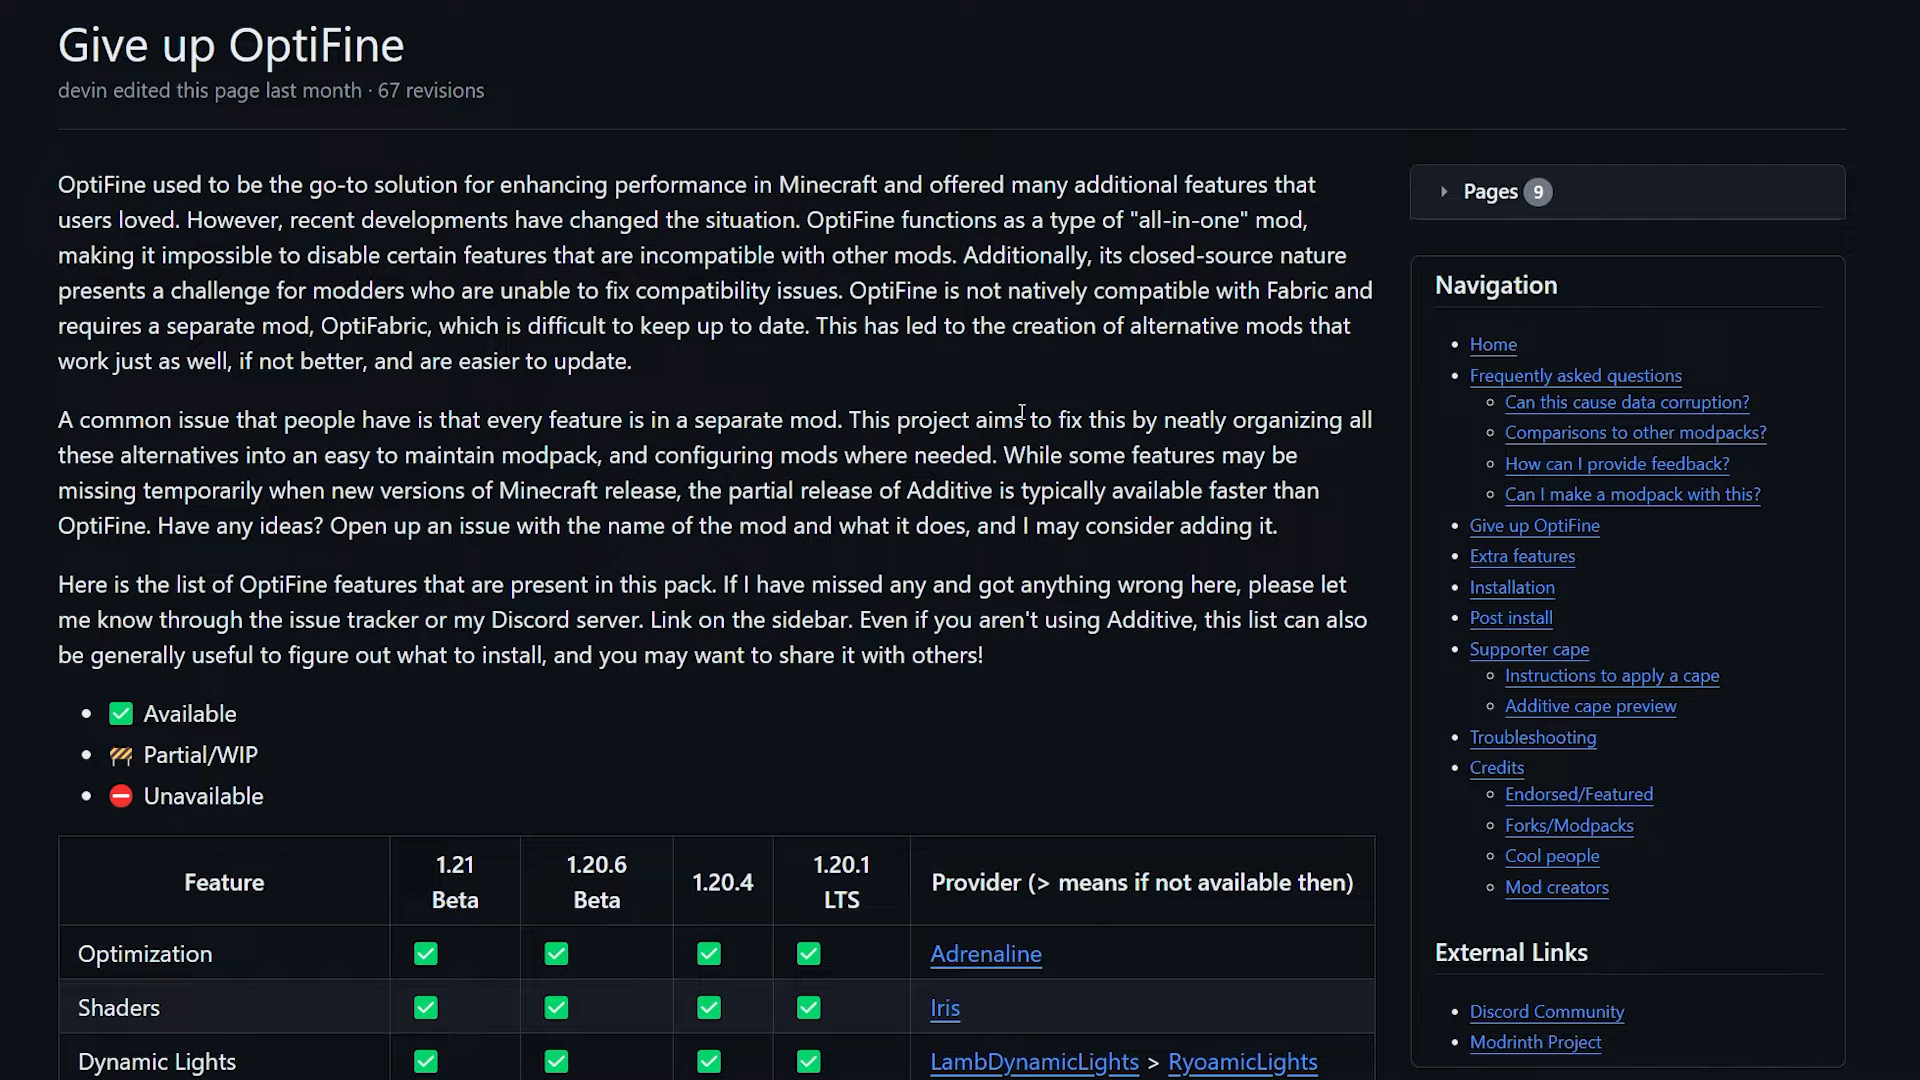 Give up OptiFine
devin edited this page last month · 67 revisions
OptiFine used to be the go-to solution for enhancing performance in Minecraft and offered many additional features that
users loved. However, recent developments have changed the situation. OptiFine functions as a type of "all-in-one" mod,
making it impossible to disable certain features that are incompatible with other mods. Additionally, its closed-source nature
presents a challenge for modders who are unable to fix compatibility issues. OptiFine is not natively compatible with Fabric and
requires a separate mod, OptiFabric, which is difficult to keep up to date. This has led to the creation of alternative mods that
work just as well, if not better, and are easier to update.
A common issue that people have is that every feature is in a separate mod. This project aims to fix this by neatly organizing all
these alternatives into an easy to maintain modpack, and configuring mods where needed. While some features may be
missing temporarily when new versions of Minecraft release, the partial release of Additive is typically available faster than
OptiFine. Have any ideas? Open up an issue with the name of the mod and what it does, and I may consider adding it.
Here is the list of OptiFine features that are present in this pack. If I have missed any and got anything wrong here, please let
me know through the issue tracker or my Discord server. Link on the sidebar. Even if you aren't using Additive, this list can also
be generally useful to figure out what to install, and you may want to share it with others!
• ✅ Available
• 🚧 Partial/WIP
• ⛔ Unavailable
Feature 1.21 Beta 1.20.6 Beta 1.20.4 1.20.1 LTS Provider (> means if not available then)
Optimization ✅ ✅ ✅ ✅ Adrenaline
Shaders ✅ ✅ ✅ ✅ Iris
Dynamic Lights ✅ ✅ ✅ ✅ LambDynamicLights > RyoamicLights
Pages 9
Navigation
• Home
• Frequently asked questions
◦ Can this cause data corruption?
◦ Comparisons to other modpacks?
◦ How can I provide feedback?
◦ Can I make a modpack with this?
• Give up OptiFine
• Extra features
• Installation
• Post install
• Supporter cape
◦ Instructions to apply a cape
◦ Additive cape preview
• Troubleshooting
• Credits
◦ Endorsed/Featured
◦ Forks/Modpacks
◦ Cool people
◦ Mod creators
External Links
• Discord Community
• Modrinth Project